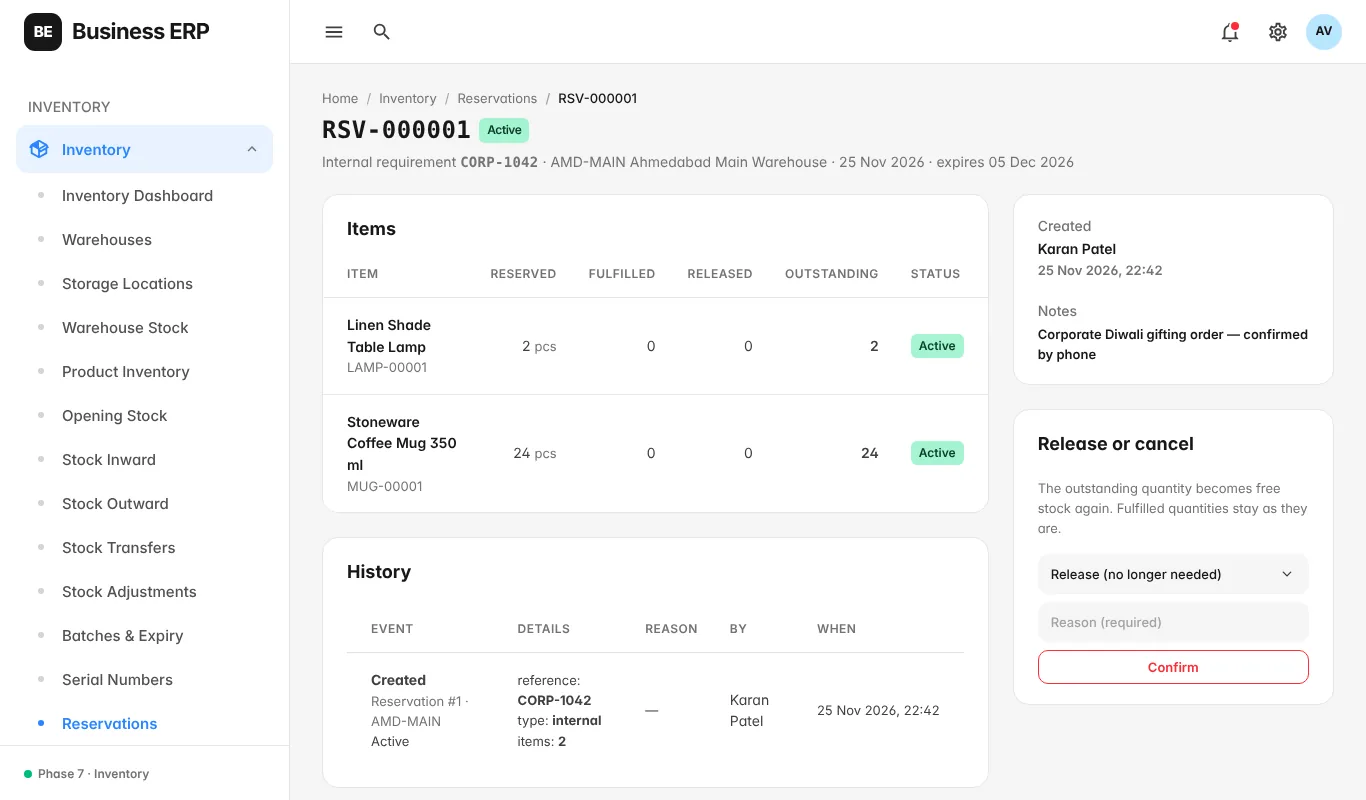 BE Business ERP
AV
INVENTORY
Inventory
Inventory Dashboard
Warehouses
Storage Locations
Warehouse Stock
Product Inventory
Opening Stock
Stock Inward
Stock Outward
Stock Transfers
Stock Adjustments
Batches & Expiry
Serial Numbers
Reservations
Phase 7 · Inventory
Home / Inventory / Reservations / RSV-000001
RSV-000001 Active
Internal requirement CORP-1042 · AMD-MAIN Ahmedabad Main Warehouse · 25 Nov 2026 · expires 05 Dec 2026
Items
ITEM RESERVED FULFILLED RELEASED OUTSTANDING STATUS
Linen Shade
Table Lamp
LAMP-00001
2 pcs 0 0 2 Active
Stoneware
Coffee Mug 350
ml
MUG-00001
24 pcs 0 0 24 Active
History
EVENT DETAILS REASON BY WHEN
Created
Reservation #1 ·
AMD-MAIN
Active
reference:
CORP-1042
type: internal
items: 2
—
Karan
Patel
25 Nov 2026, 22:42
Created
Karan Patel
25 Nov 2026, 22:42
Notes
Corporate Diwali gifting order — confirmed
by phone
Release or cancel
The outstanding quantity becomes free
stock again. Fulfilled quantities stay as they
are.
Release (no longer needed)
Reason (required)
Confirm